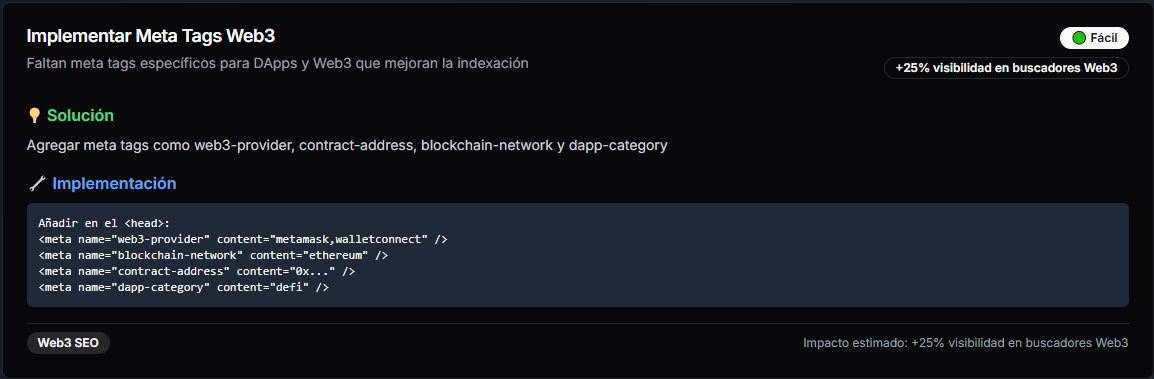 Implementar Meta Tags Web3
Fácil
Faltan meta tags específicos para DApps y Web3 que mejoran la indexación
+25% visibilidad en buscadores Web3
Solución
Agregar meta tags como web3-provider, contract-address, blockchain-network y dapp-category
Implementación
Añadir en el <head>:
<meta name="web3-provider" content="metamask,walletconnect" />
<meta name="blockchain-network" content="ethereum" />
<meta name="contract-address" content="0x..." />
<meta name="dapp-category" content="defi" />
Web3 SEO
Impacto estimado: +25% visibilidad en buscadores Web3